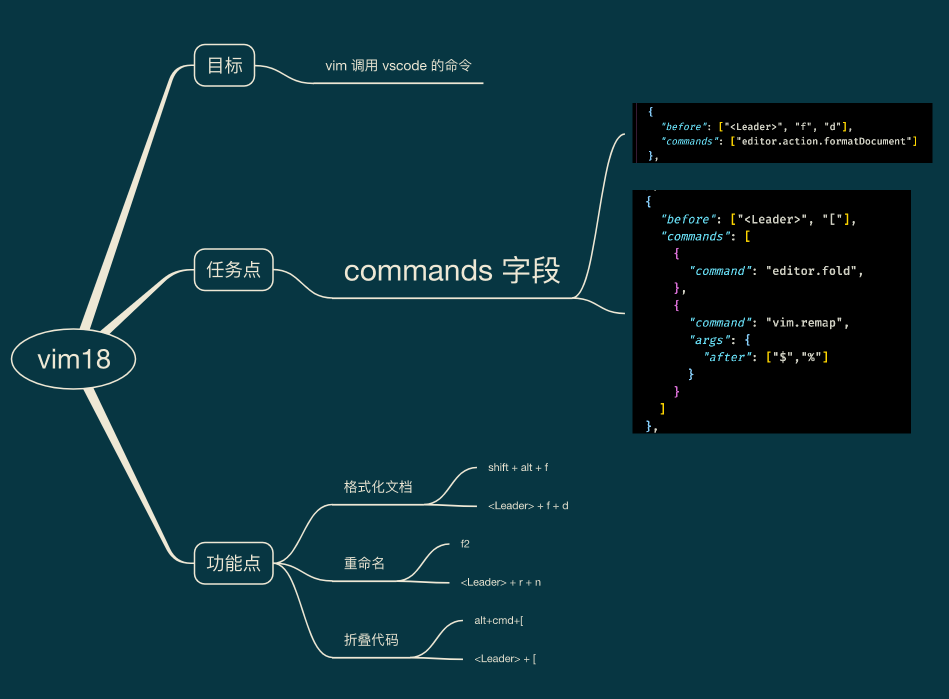 vim18
目标
vim 调用 vscode 的命令
任务点
commands 字段
{
"before": ["<Leader>", "f", "d"],
"commands": ["editor.action.formatDocument"]
},
{
"before": ["<Leader>", "["],
"commands": [
{
"command": "editor.fold",
},
{
"command": "vim.remap",
"args": {
"after": ["$","%"]
}
}
]
},
功能点
格式化文档
shift + alt + f
<Leader> + f + d
重命名
f2
<Leader> + r + n
折叠代码
alt+cmd+[
<Leader> + [